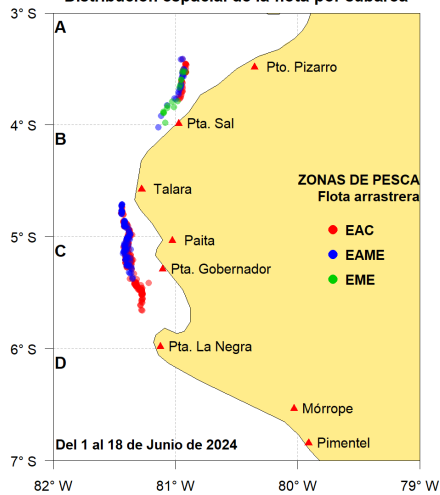 Distribución espacial de la flota por subárea
3° S
A
Pto. Pizarro
4° S
Pta. Sal
B
Talara
ZONAS DE PESCA
Flota arrastrera
EAC
5° S
Paita
C
EAME
Pta. Gobernador
EME
6° S
Pta. La Negra
D
Mórrope
Del 1 al 18 de Junio de 2024
Pimentel
7° S
82° W
81° W
80° W
79° W